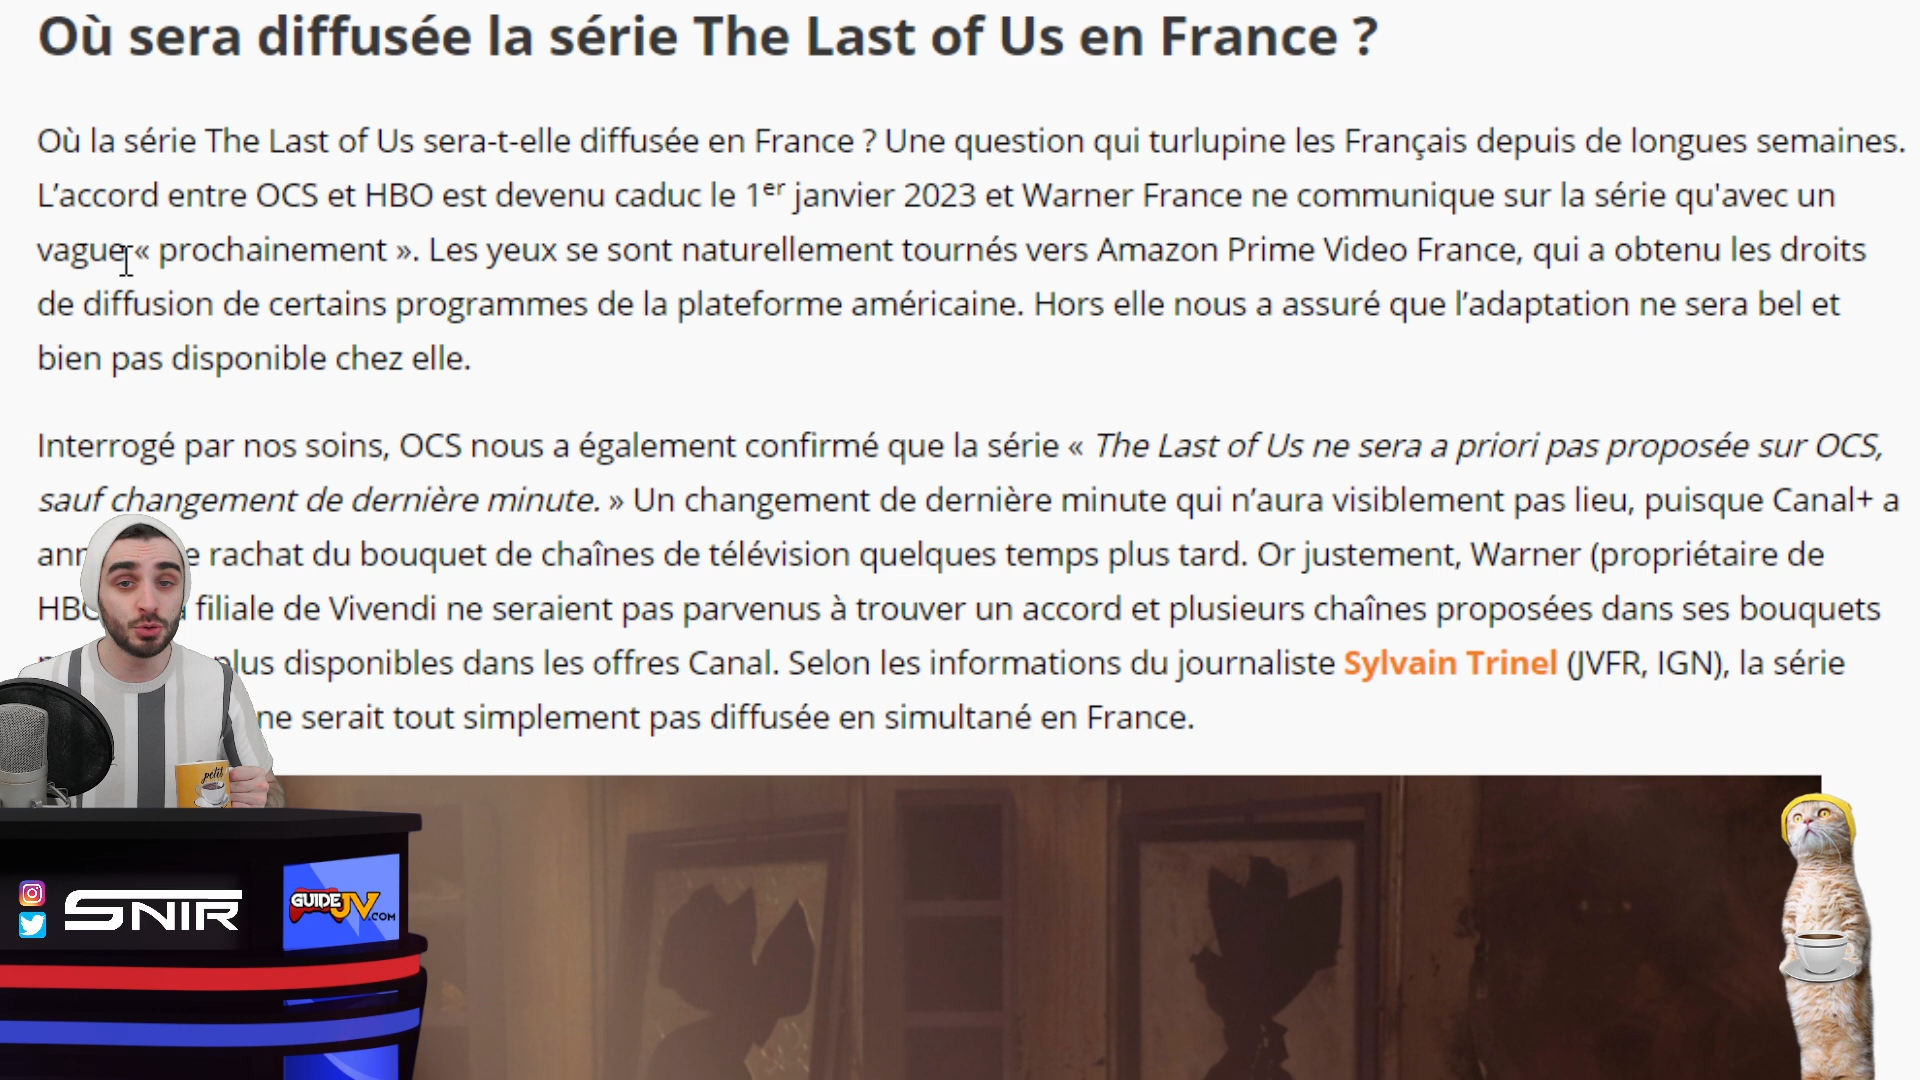 Où sera diffusée la série The Last of Us en France ?
Où la série The Last of Us sera-t-elle diffusée en France ? Une question qui turlupine les Français depuis de longues semaines.
L’accord entre OCS et HBO est devenu caduc le 1er janvier 2023 et Warner France ne communique sur la série qu'avec un
vague « prochainement ». Les yeux se sont naturellement tournés vers Amazon Prime Video France, qui a obtenu les droits
de diffusion de certains programmes de la plateforme américaine. Hors elle nous a assuré que l’adaptation ne sera bel et
bien pas disponible chez elle.
Interrogé par nos soins, OCS nous a également confirmé que la série « The Last of Us ne sera a priori pas proposée sur OCS,
sauf changement de dernière minute. » Un changement de dernière minute qui n’aura visiblement pas lieu, puisque Canal+ a
rachat du bouquet de chaînes de télévision quelques temps plus tard. Or justement, Warner (propriétaire de
filiale de Vivendi ne seraient pas parvenus à trouver un accord et plusieurs chaînes proposées dans ses bouquets
plus disponibles dans les offres Canal. Selon les informations du journaliste Sylvain Trinel (JVFR, IGN), la série
ne serait tout simplement pas diffusée en simultané en France.
petit
SNIR
GUIDEJV.COM